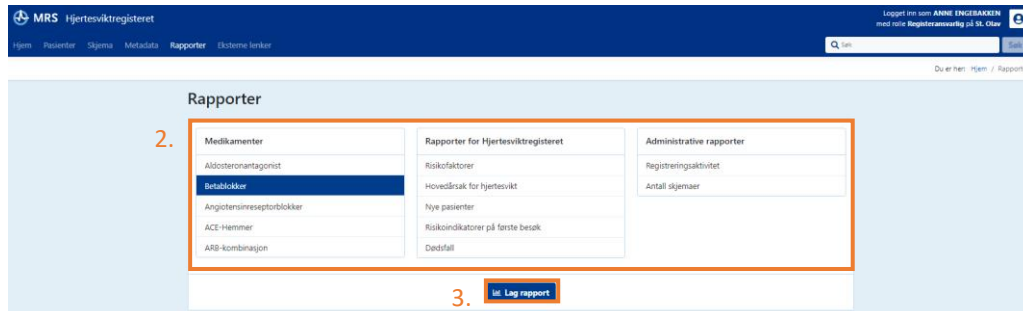 MRS Hjertesviktregisteret
Logget inn som ANNE ENGEBAKKEN
med rolle Registeransvarlig på St. Olav
Hjem Pasienter Skjema Metadata Rapporter Eksterne lenker
Søk Søk
Du er her: Hjem / Rapport
Rapporter
2.
Medikamenter
Aldosteronantagonist
Betablokker
Angiotensinreseptorblokker
ACE-Hemmer
ARB-kombinasjon
Rapporter for Hjertesviktregisteret
Risikofaktorer
Hovedårsak for hjertesvikt
Nye pasienter
Risikoindikatorer på første besøk
Dødsfall
Administrative rapporter
Registreringsaktivitet
Antall skjemaer
3.
Lag rapport